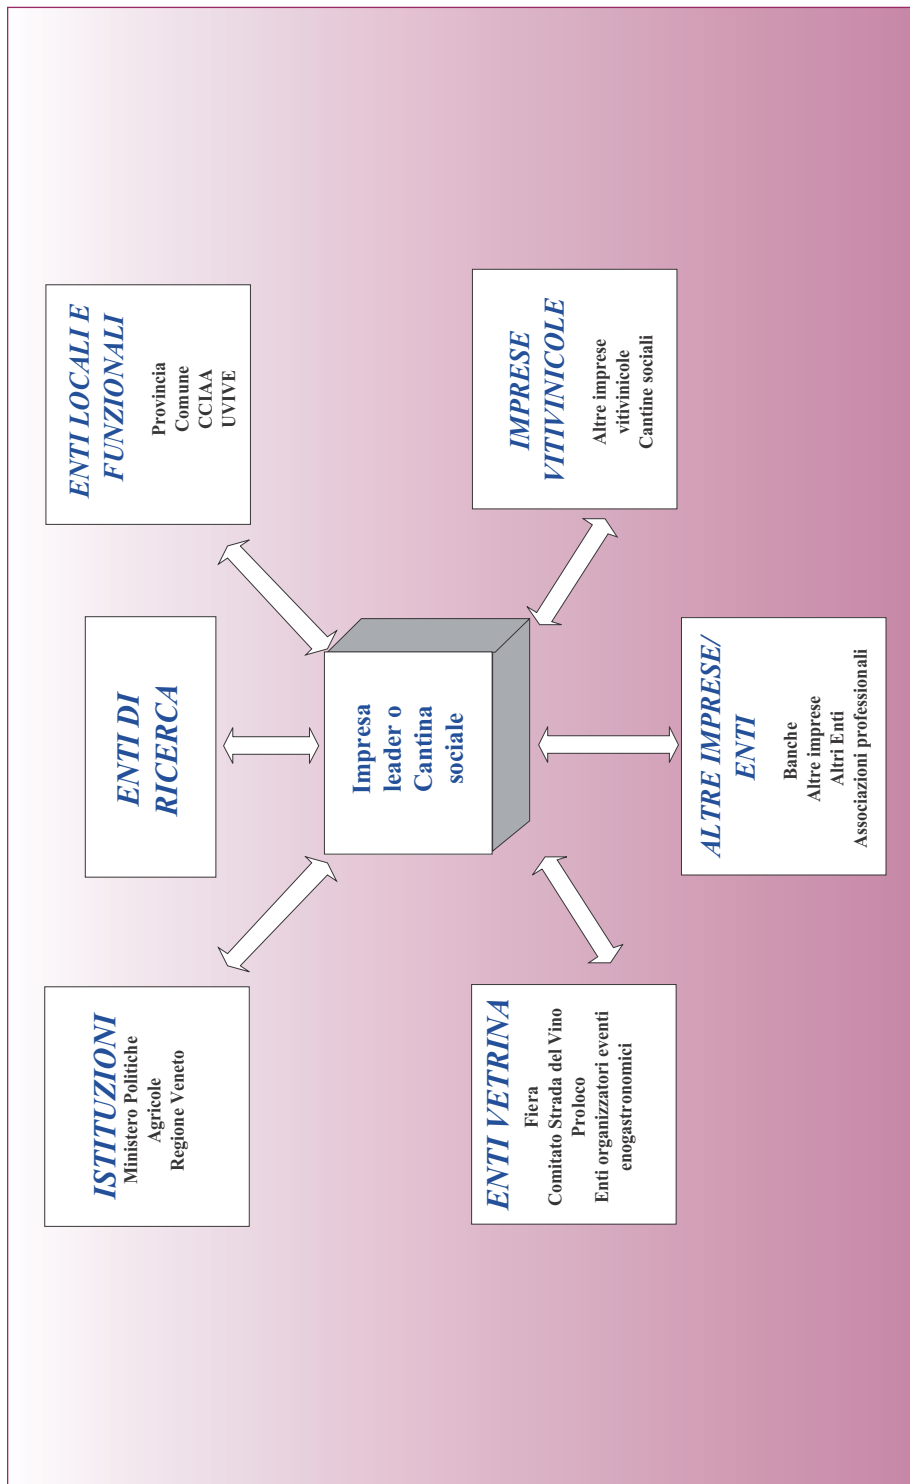 ISTITUZIONI
Ministero Politiche
Agricole
Regione Veneto
ENTI DI
RICERCA
ENTI LOCALI E
FUNZIONALI
Provincia
Comune
CCIAA
UVIVE
Impresa
leader o
Cantina
sociale
ENTI VETRINA
Fiera
Comitato Strada del Vino
Proloco
Enti organizzatori eventi
enogastronomici
ALTRE IMPRESE/
ENTI
Banche
Altre imprese
Altri Enti
Associazioni professionali
IMPRESE
VITIVINICOLE
Altre imprese
vitivinicole
Cantine sociali